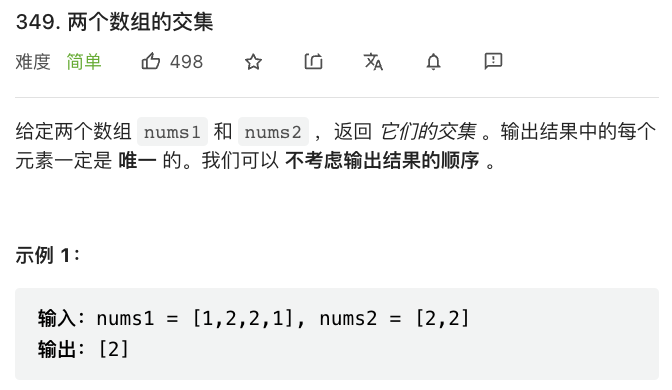 349. 两个数组的交集
难度 简单 498
给定两个数组 nums1 和 nums2 ，返回 它们的交集 。输出结果中的每个
元素一定是 唯一 的。我们可以 不考虑输出结果的顺序 。
示例 1：
输入：nums1 = [1,2,2,1], nums2 = [2,2]
输出：[2]